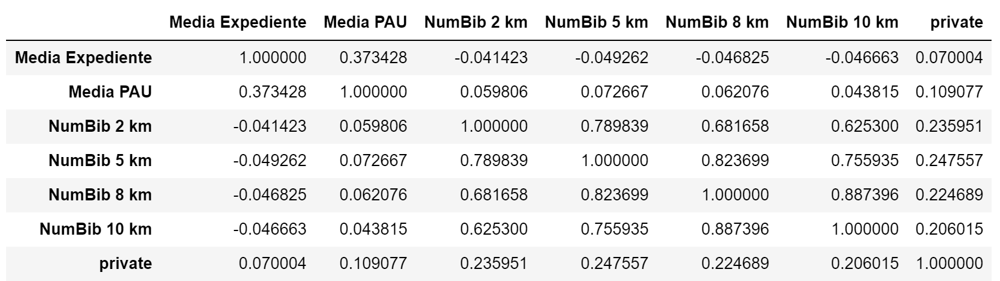 Media Expediente Media PAU NumBib 2 km NumBib 5 km NumBib 8 km NumBib 10 km private
Media Expediente 1.000000 0.373428 -0.041423 -0.049262 -0.046825 -0.046663 0.070004
Media PAU 0.373428 1.000000 0.059806 0.072667 0.062076 0.043815 0.109077
NumBib 2 km -0.041423 0.059806 1.000000 0.789839 0.681658 0.625300 0.235951
NumBib 5 km -0.049262 0.072667 0.789839 1.000000 0.823699 0.755935 0.247557
NumBib 8 km -0.046825 0.062076 0.681658 0.823699 1.000000 0.887396 0.224689
NumBib 10 km -0.046663 0.043815 0.625300 0.755935 0.887396 1.000000 0.206015
private 0.070004 0.109077 0.235951 0.247557 0.224689 0.206015 1.000000